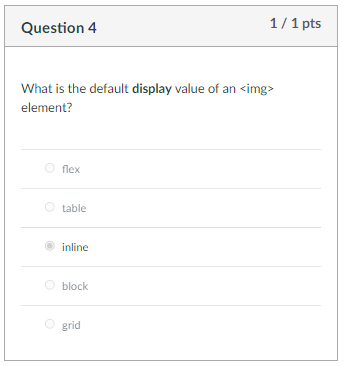 Question 4
1 / 1 pts
What is the default display value of an <img>
element?
flex
table
inline
block
grid